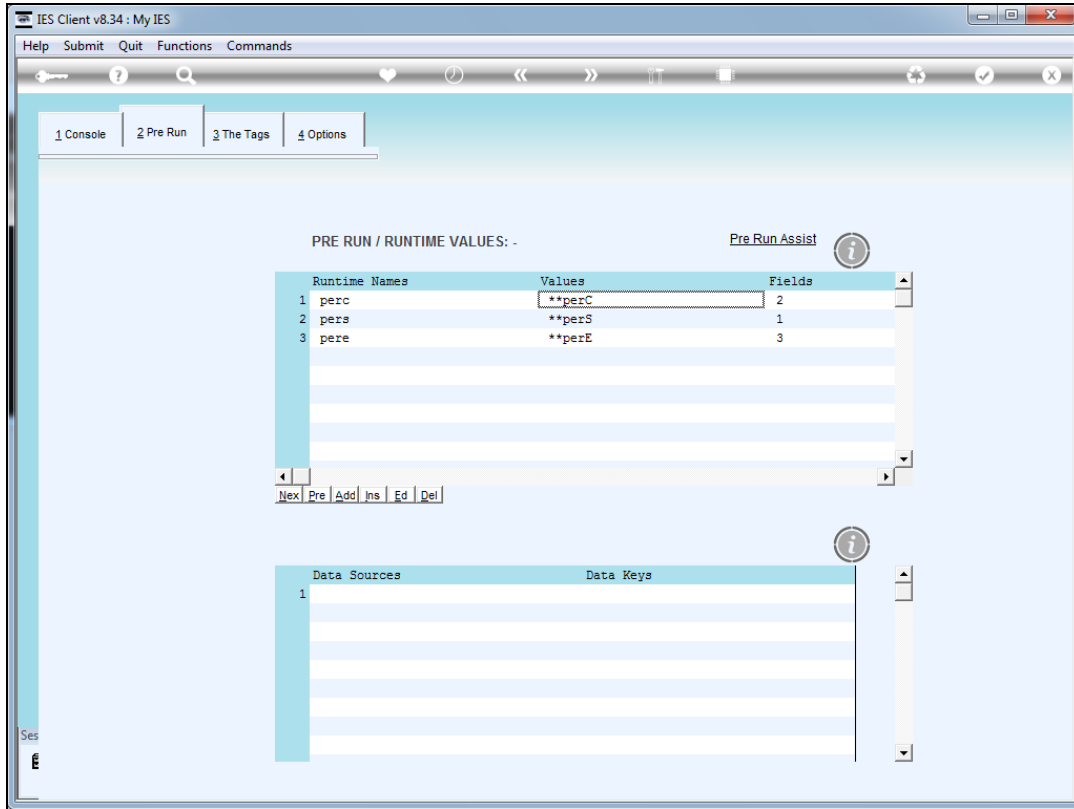 IES Client v8.34 : My IES
Help Submit Quit Functions Commands
1 Console 2 Pre Run 3 The Tags 4 Options
PRE RUN / RUNTIME VALUES: - Pre Run Assist
Runtime Names Values Fields
1 perc **perC 2
2 pers **perS 1
3 pere **perE 3
Nex Pre Add Ins Ed Del
Data Sources Data Keys
1
Ses